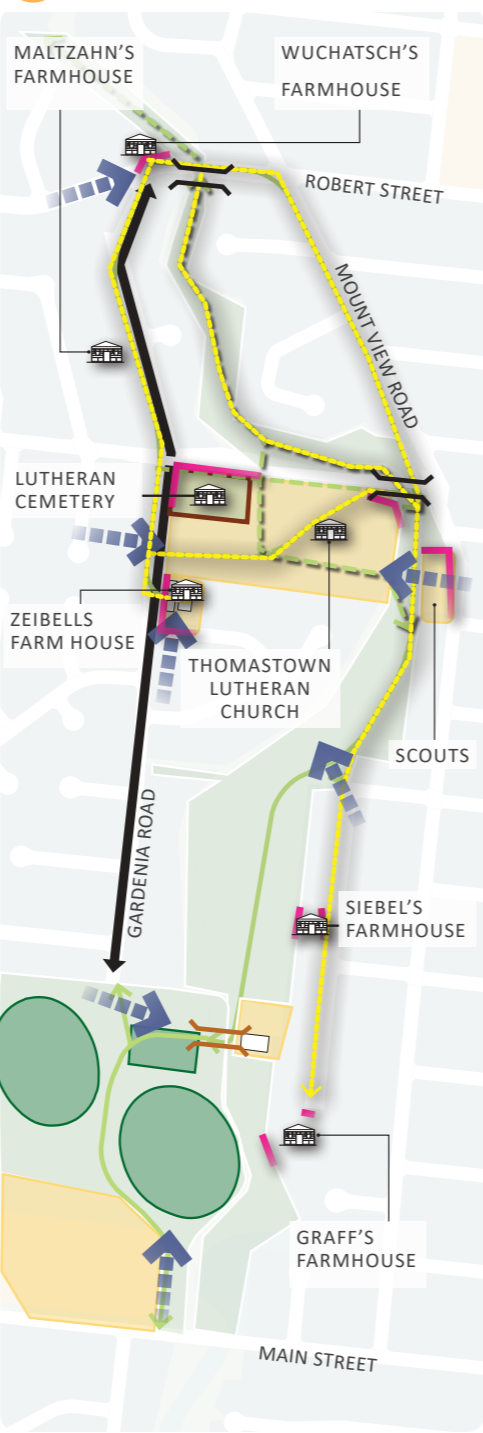 MALTZAHN'S
FARMHOUSE
WUCHATSCH'S
FARMHOUSE
ROBERT STREET
MOUNT VIEW ROAD
LUTHERAN
CEMETERY
ZEIBELLS
FARM HOUSE
THOMASTOWN
LUTHERAN
CHURCH
SCOUTS
GARDENIA ROAD
SIEBEL'S
FARMHOUSE
GRAFF'S
FARMHOUSE
MAIN STREET